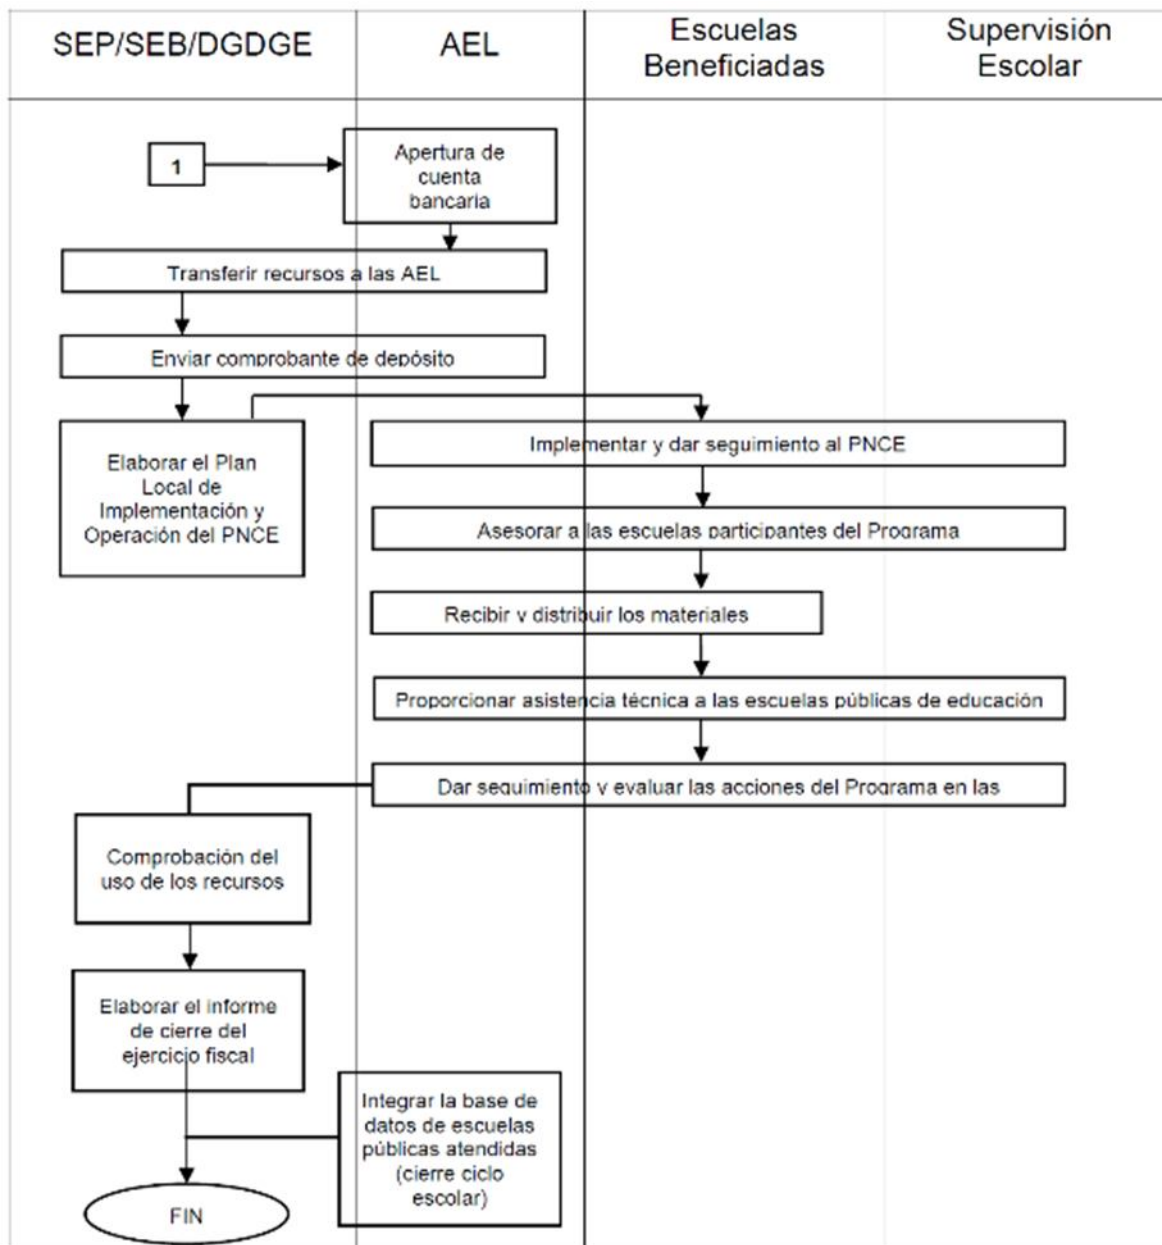 SEP/SEB/DGDGE
AEL
Escuelas
Beneficiadas
Supervisión
Escolar
1
Apertura de
cuenta
bancaria
Transferir recursos a las AEL
Enviar comprobante de depósito
Elaborar el Plan
Local de
Implementación y
Operación del PNCE
Implementar y dar seguimiento al PNCE
Asesorar a las escuelas participantes del Programa
Recibir y distribuir los materiales
Proporcionar asistencia técnica a las escuelas públicas de educación
Dar seguimiento y evaluar las acciones del Programa en las
Comprobación del
uso de los recursos
Elaborar el informe
de cierre del
ejercicio fiscal
Integrar la base de
datos de escuelas
públicas atendidas
(cierre ciclo
escolar)
FIN